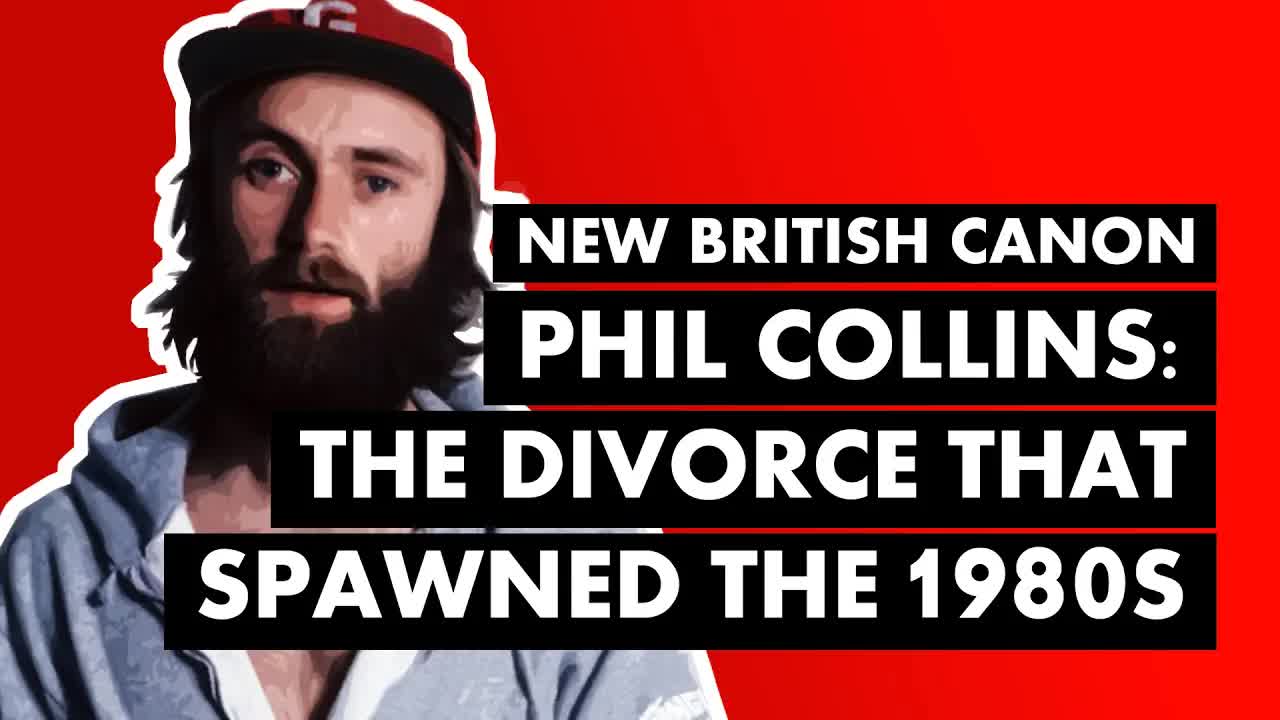 G
NEW BRITISH CANON
PHIL COLLINS:
THE DIVORCE THAT
SPAWNED THE 1980S